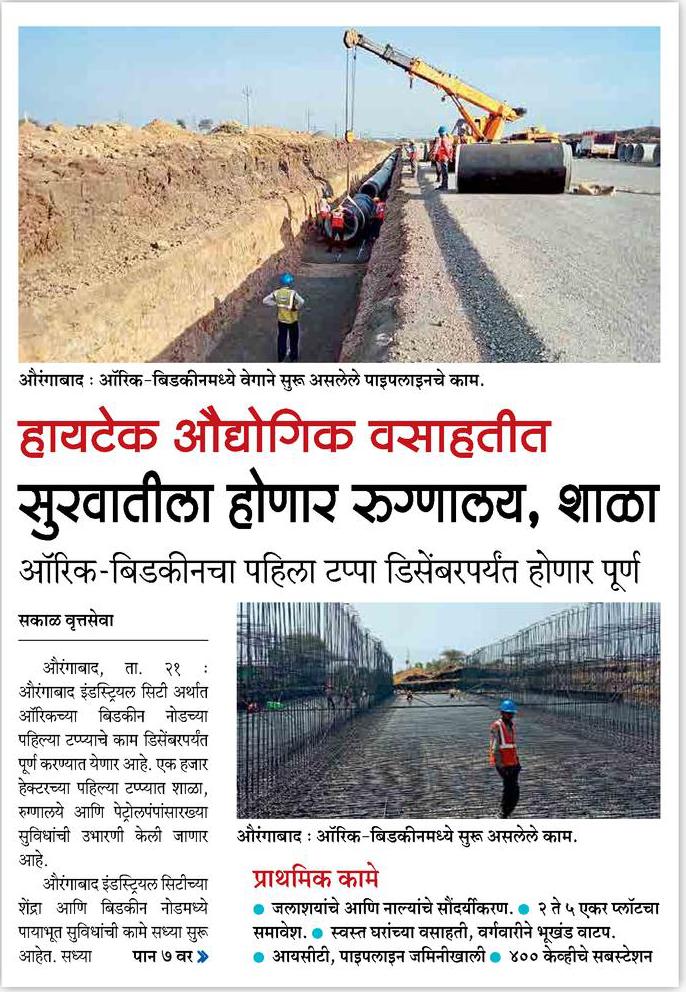 औरंगाबाद : ऑरिक-बिडकीनमध्ये वेगाने सुरू असलेले पाइपलाइनचे काम.
हायटेक औद्योगिक वसाहतीत
सुरवातीला होणार रुग्णालय, शाळा
ऑरिक-बिडकीनचा पहिला टप्पा डिसेंबरपर्यंत होणार पूर्ण
सकाळ वृत्तसेवा
औरंगाबाद, ता. २१ :
औरंगाबाद इंडस्ट्रियल सिटी अर्थात
ऑरिकच्या बिडकीन नोडच्या
पहिल्या टप्प्याचे काम डिसेंबरपर्यंत
पूर्ण करण्यात येणार आहे. एक हजार
हेक्टरच्या पहिल्या टप्प्यात शाळा,
रुग्णालये आणि पेट्रोलपंपांसारख्या
सुविधांची उभारणी केली जाणार
आहे.
औरंगाबाद इंडस्ट्रियल सिटीच्या
शेंद्रा आणि बिडकीन नोडमध्ये
पायाभूत सुविधांची कामे सध्या सुरू
आहेत. सध्या पान ७ वर »
औरंगाबाद : ऑरिक-बिडकीनमध्ये सुरू असलेले काम.
प्राथमिक कामे
● जलाशयांचे आणि नाल्यांचे सौंदर्यीकरण. ● २ ते ५ एकर प्लॉटचा
समावेश. ● स्वस्त घरांच्या वसाहती, वर्गवारीने भूखंड वाटप.
● आयसीटी, पाइपलाइन जमिनीखाली ● ४०० केव्हीचे सबस्टेशन